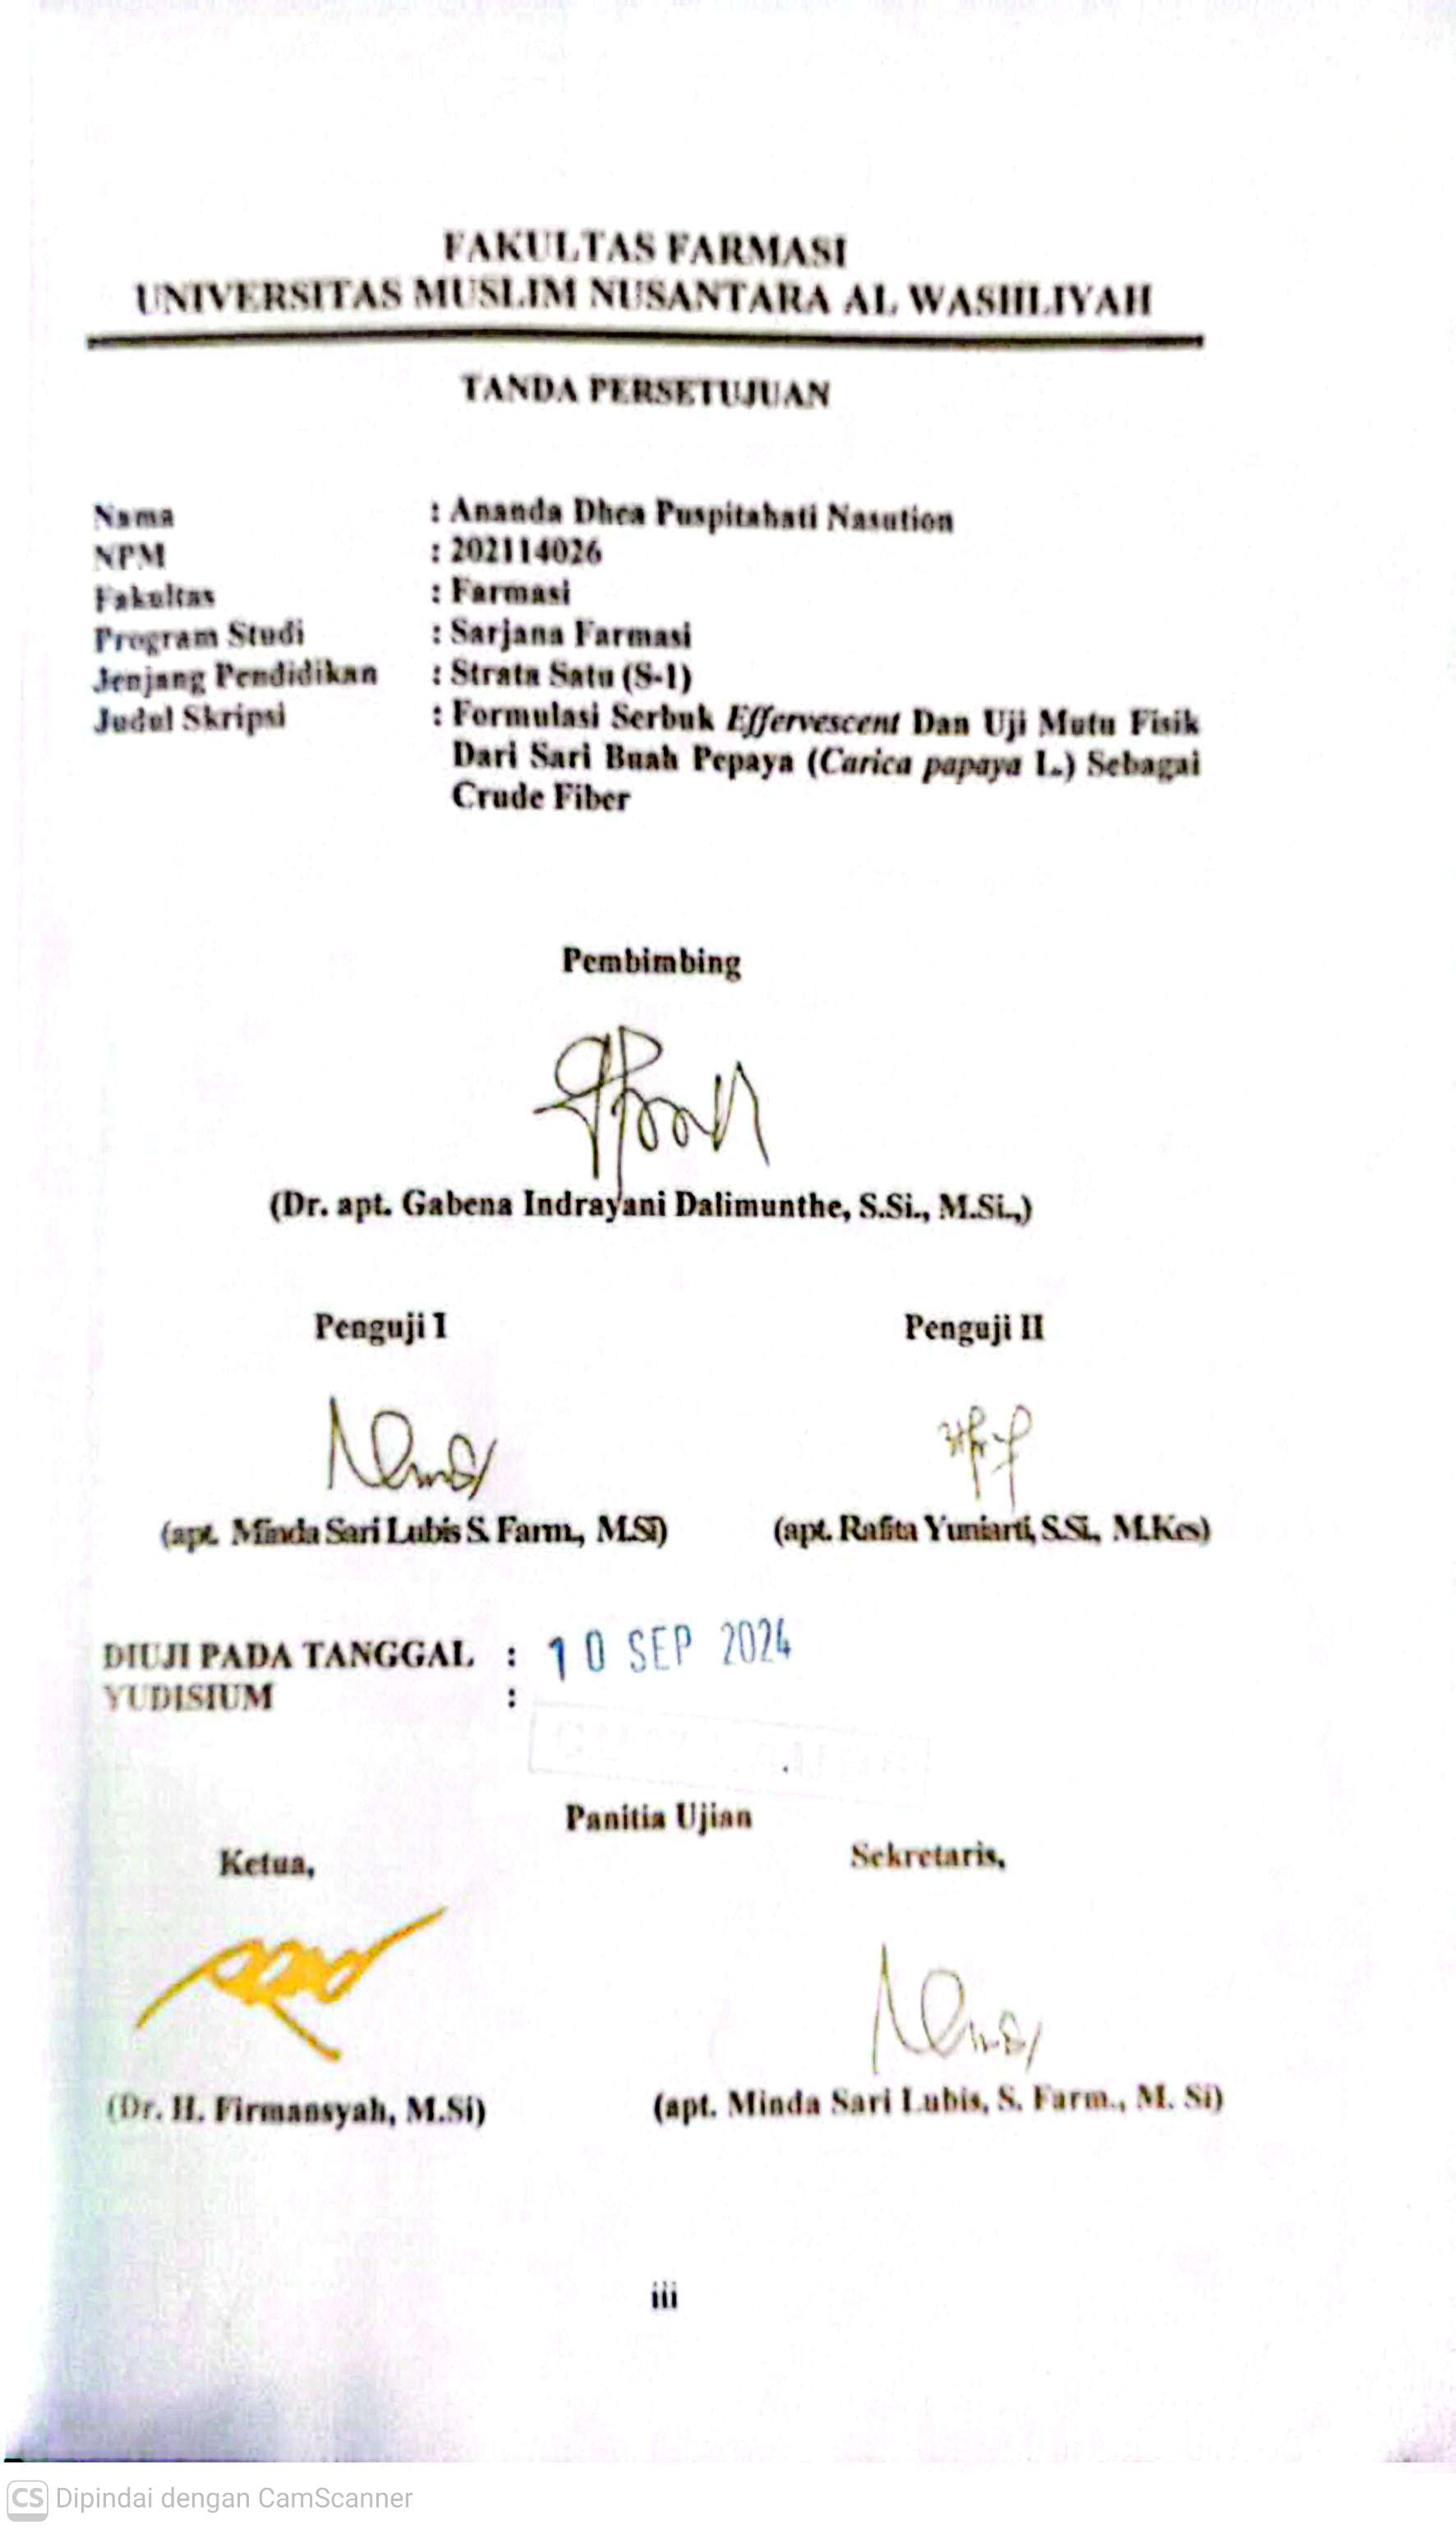 FAKULTAS FARMASI
UNIVERSITAS MUSLIM NUSANTARA AL WASHLIYAH
TANDA PERSETUJUAN
Nama : Ananda Dhea Puspitahati Nasution
NPM : 202114026
Fakultas : Farmasi
Program Studi : Sarjana Farmasi
Jenjang Pendidikan : Strata Satu (S-1)
Judul Skripsi : Formulasi Serbuk Effervescent Dan Uji Mutu Fisik
Dari Sari Buah Pepaya (Carica papaya L.) Sebagai
Crude Fiber
Pembimbing
(Dr. apt. Gabena Indrayani Dalimunthe, S.Si., M.Si.,)
Penguji I Penguji II
(apt. Minda Sari Lubis S. Farm., M.Si) (apt. Rafita Yuniarti, S.Si., M.Kes)
DIUJI PADA TANGGAL : 10 SEP 2024
YUDISIUM :
Panitia Ujian
Ketua, Sekretaris,
(Dr. H. Firmansyah, M.Si) (apt. Minda Sari Lubis, S. Farm., M. Si)
iii
CS Dipindai dengan CamScanner